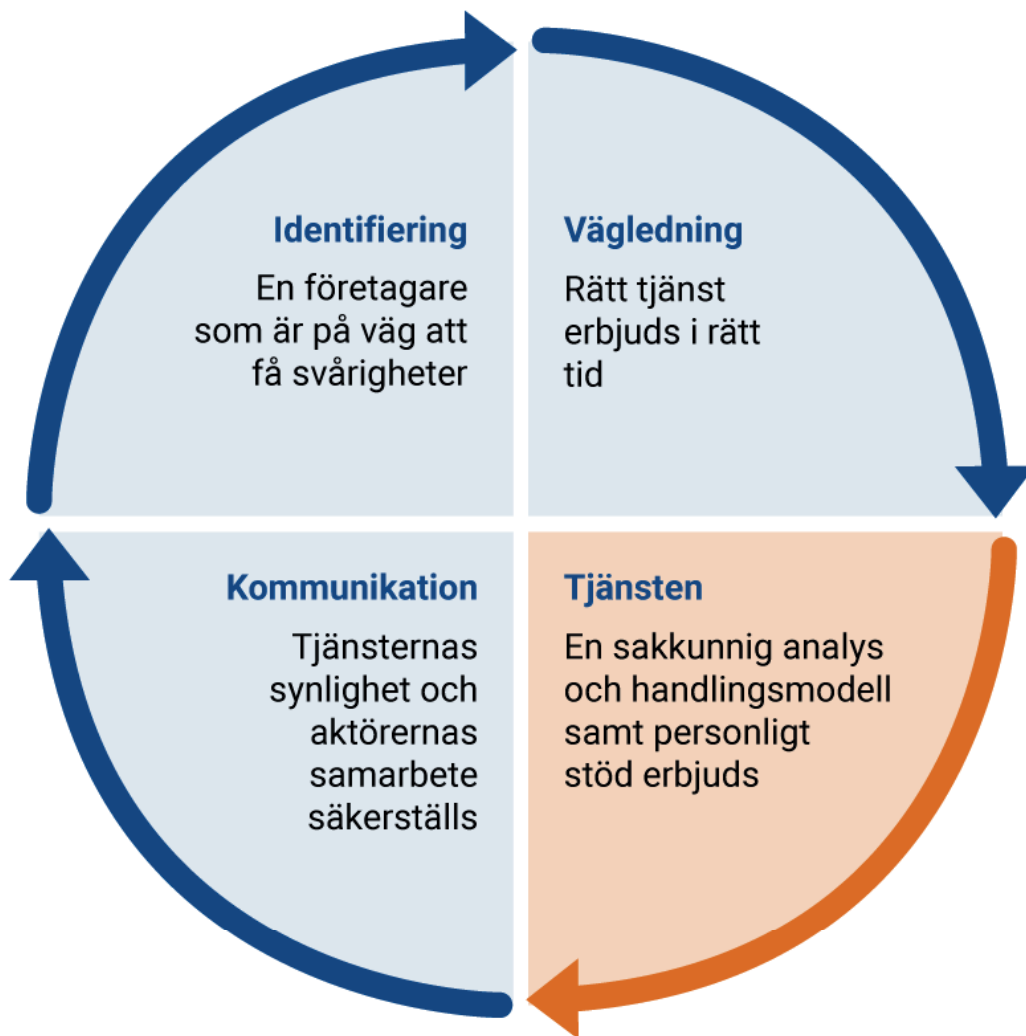 Identifiering
En företagare
som är på väg att
få svårigheter
Vägledning
Rätt tjänst
erbjuds i rätt
tid
Tjänsten
En sakkunnig analys
och handlingsmodell
samt personligt
stöd erbjuds
Kommunikation
Tjänsternas
synlighet och
aktörernas
samarbete
säkerställs